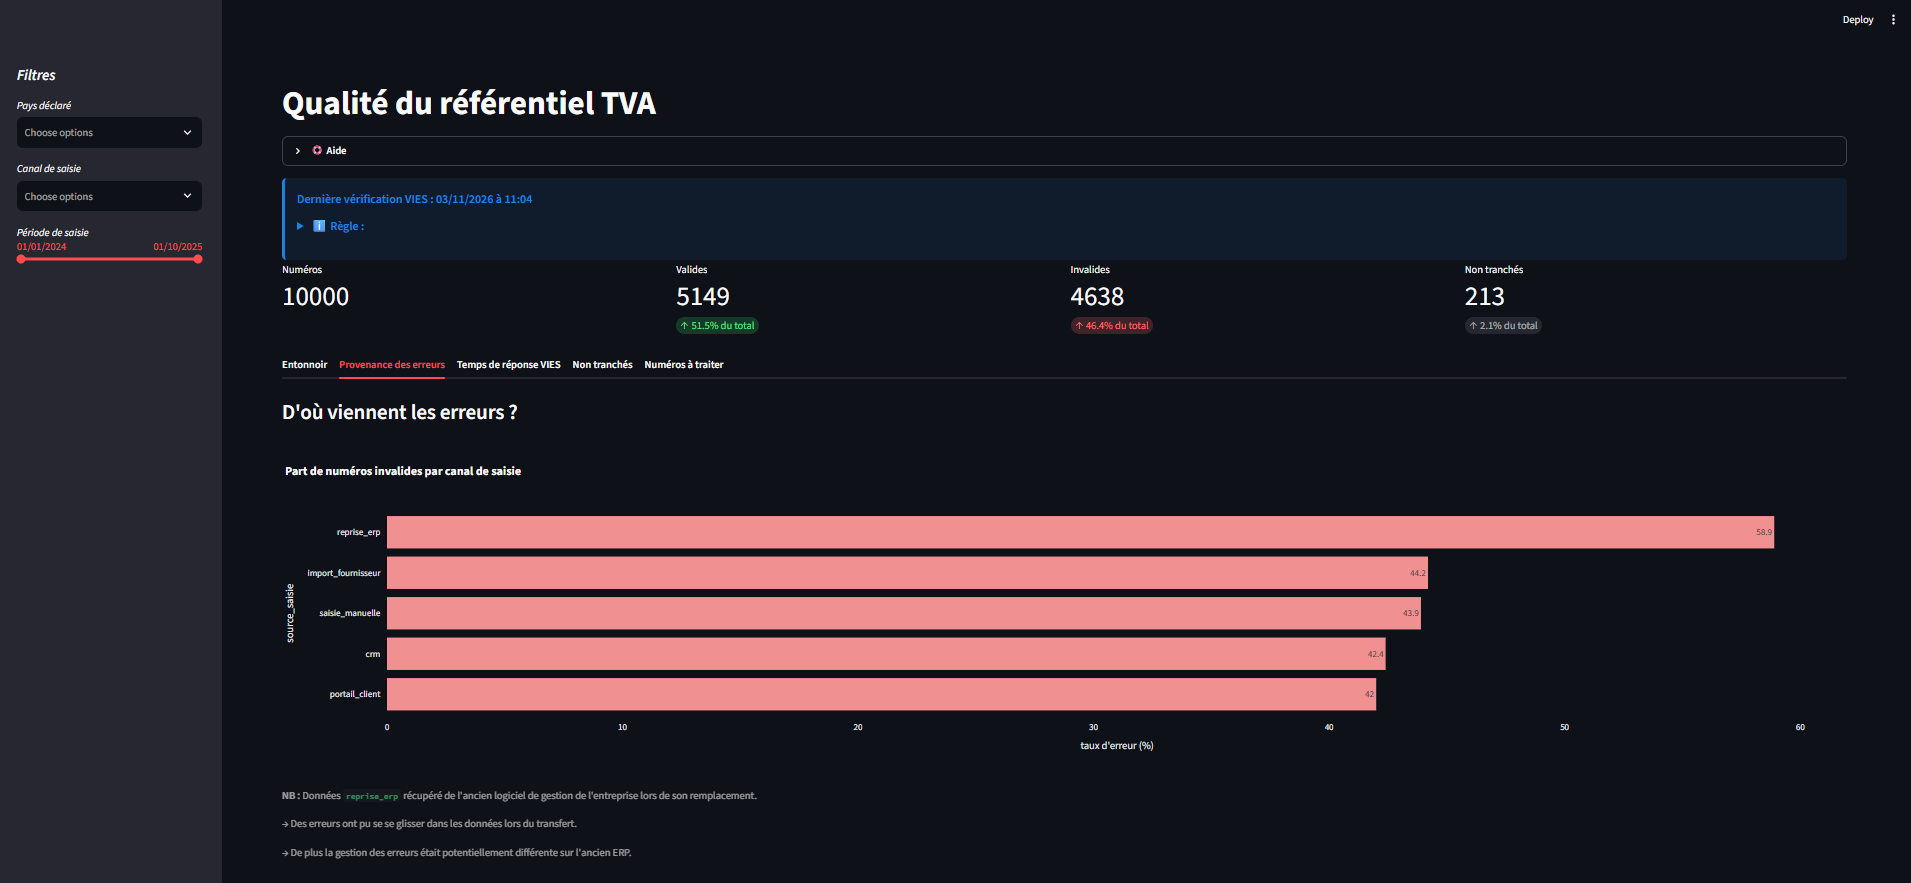 Deploy
Filtres
Pays déclaré
Choose options
Canal de saisie
Choose options
Période de saisie
01/01/2024 01/10/2025
Qualité du référentiel TVA
Aide
Dernière vérification VIES : 03/11/2026 à 11:04
Règle :
Numéros Valides Invalides Non tranchés
10000 5149 4638 213
↑ 51.5% du total ↑ 46.4% du total ↑ 2.1% du total
Entonnoir Provenance des erreurs Temps de réponse VIES Non tranchés Numéros à traiter
D'où viennent les erreurs ?
Part de numéros invalides par canal de saisie
source_saisie
reprise_erp 58.9
import_fournisseur 44.2
saisie_manuelle 43.9
crm 42.4
portail_client 42
0 10 20 30 40 50 60
taux d'erreur (%)
NB : Données reprise_erp récupéré de l'ancien logiciel de gestion de l'entreprise lors de son remplacement.
→ Des erreurs ont pu se se glisser dans les données lors du transfert.
→ De plus la gestion des erreurs était potentiellement différente sur l'ancien ERP.